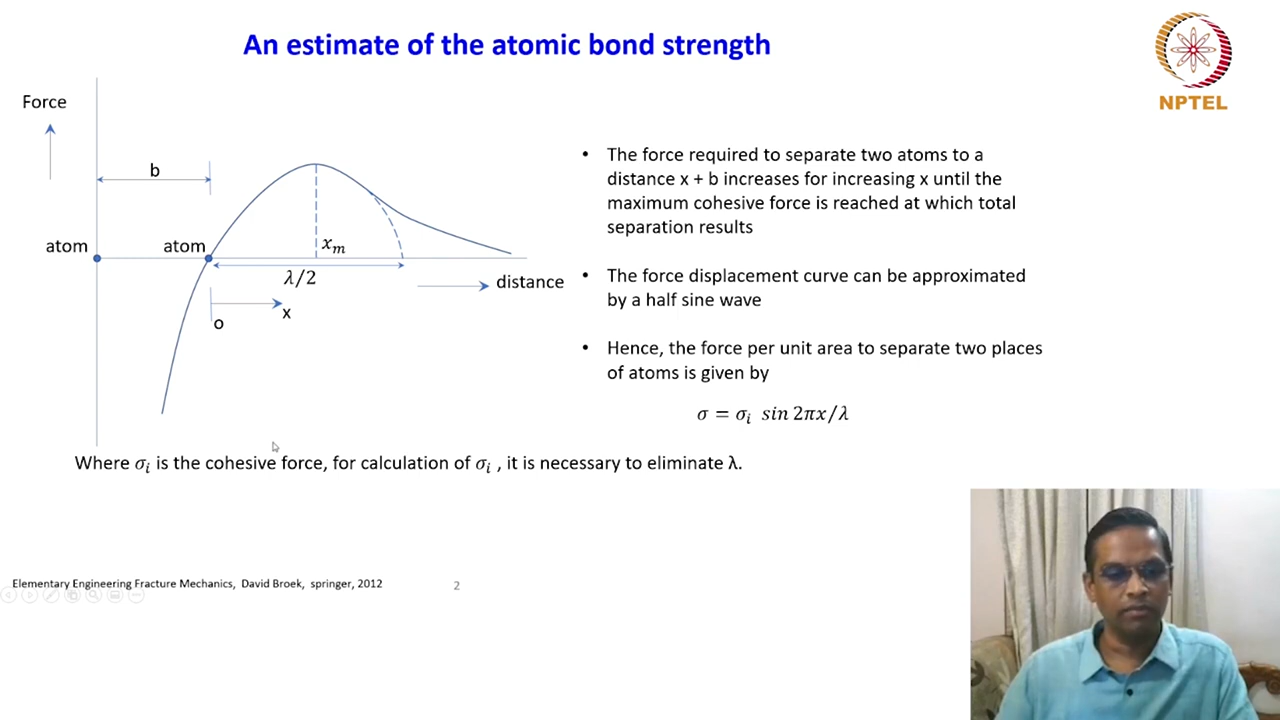 An estimate of the atomic bond strength
NPTEL
Force
b
atom
atom
x_m
λ/2
distance
x
o
• The force required to separate two atoms to a
distance x + b increases for increasing x until the
maximum cohesive force is reached at which total
separation results
• The force displacement curve can be approximated
by a half sine wave
• Hence, the force per unit area to separate two places
of atoms is given by
σ = σᵢ sin 2πx/λ
Where σᵢ is the cohesive force, for calculation of σᵢ , it is necessary to eliminate λ.
Elementary Engineering Fracture Mechanics, David Broek, springer, 2012
2